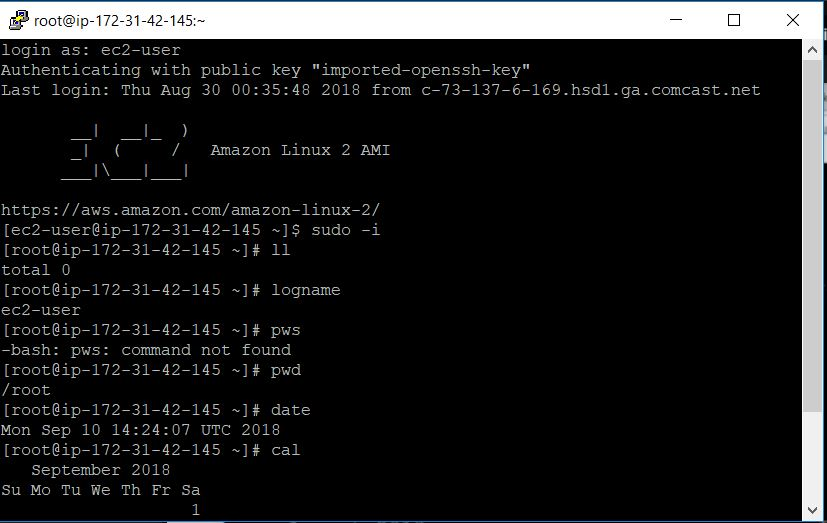 root@ip-172-31-42-145:~
login as: ec2-user
Authenticating with public key "imported-openssh-key"
Last login: Thu Aug 30 00:35:48 2018 from c-73-137-6-169.hsd1.ga.comcast.net
       __|  __|_  )
       _|  (     /   Amazon Linux 2 AMI
      ___|\___|___|
https://aws.amazon.com/amazon-linux-2/
[ec2-user@ip-172-31-42-145 ~]$ sudo -i
[root@ip-172-31-42-145 ~]# ll
total 0
[root@ip-172-31-42-145 ~]# logname
ec2-user
[root@ip-172-31-42-145 ~]# pws
-bash: pws: command not found
[root@ip-172-31-42-145 ~]# pwd
/root
[root@ip-172-31-42-145 ~]# date
Mon Sep 10 14:24:07 UTC 2018
[root@ip-172-31-42-145 ~]# cal
   September 2018
Su Mo Tu We Th Fr Sa
                   1